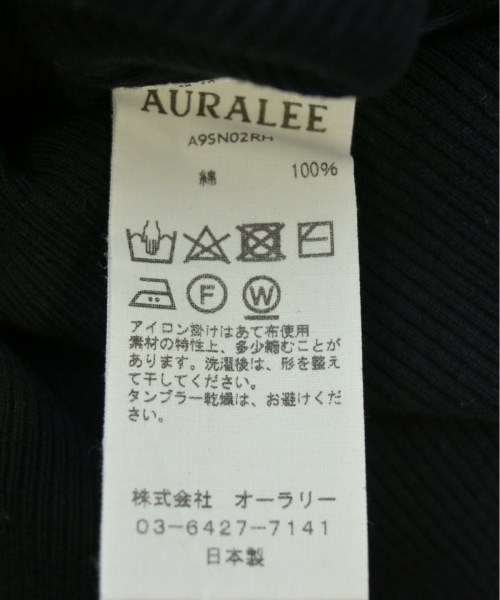 AURALEE
A9SN02RH
綿 100%
F W
アイロン掛けはあて布使用
素材の特性上、多少縮むことが
あります。洗濯後は、形を整え
て干してください。
タンブラー乾燥は、お避けくだ
さい。
株式会社 オーラリー
03-6427-7141
日本製